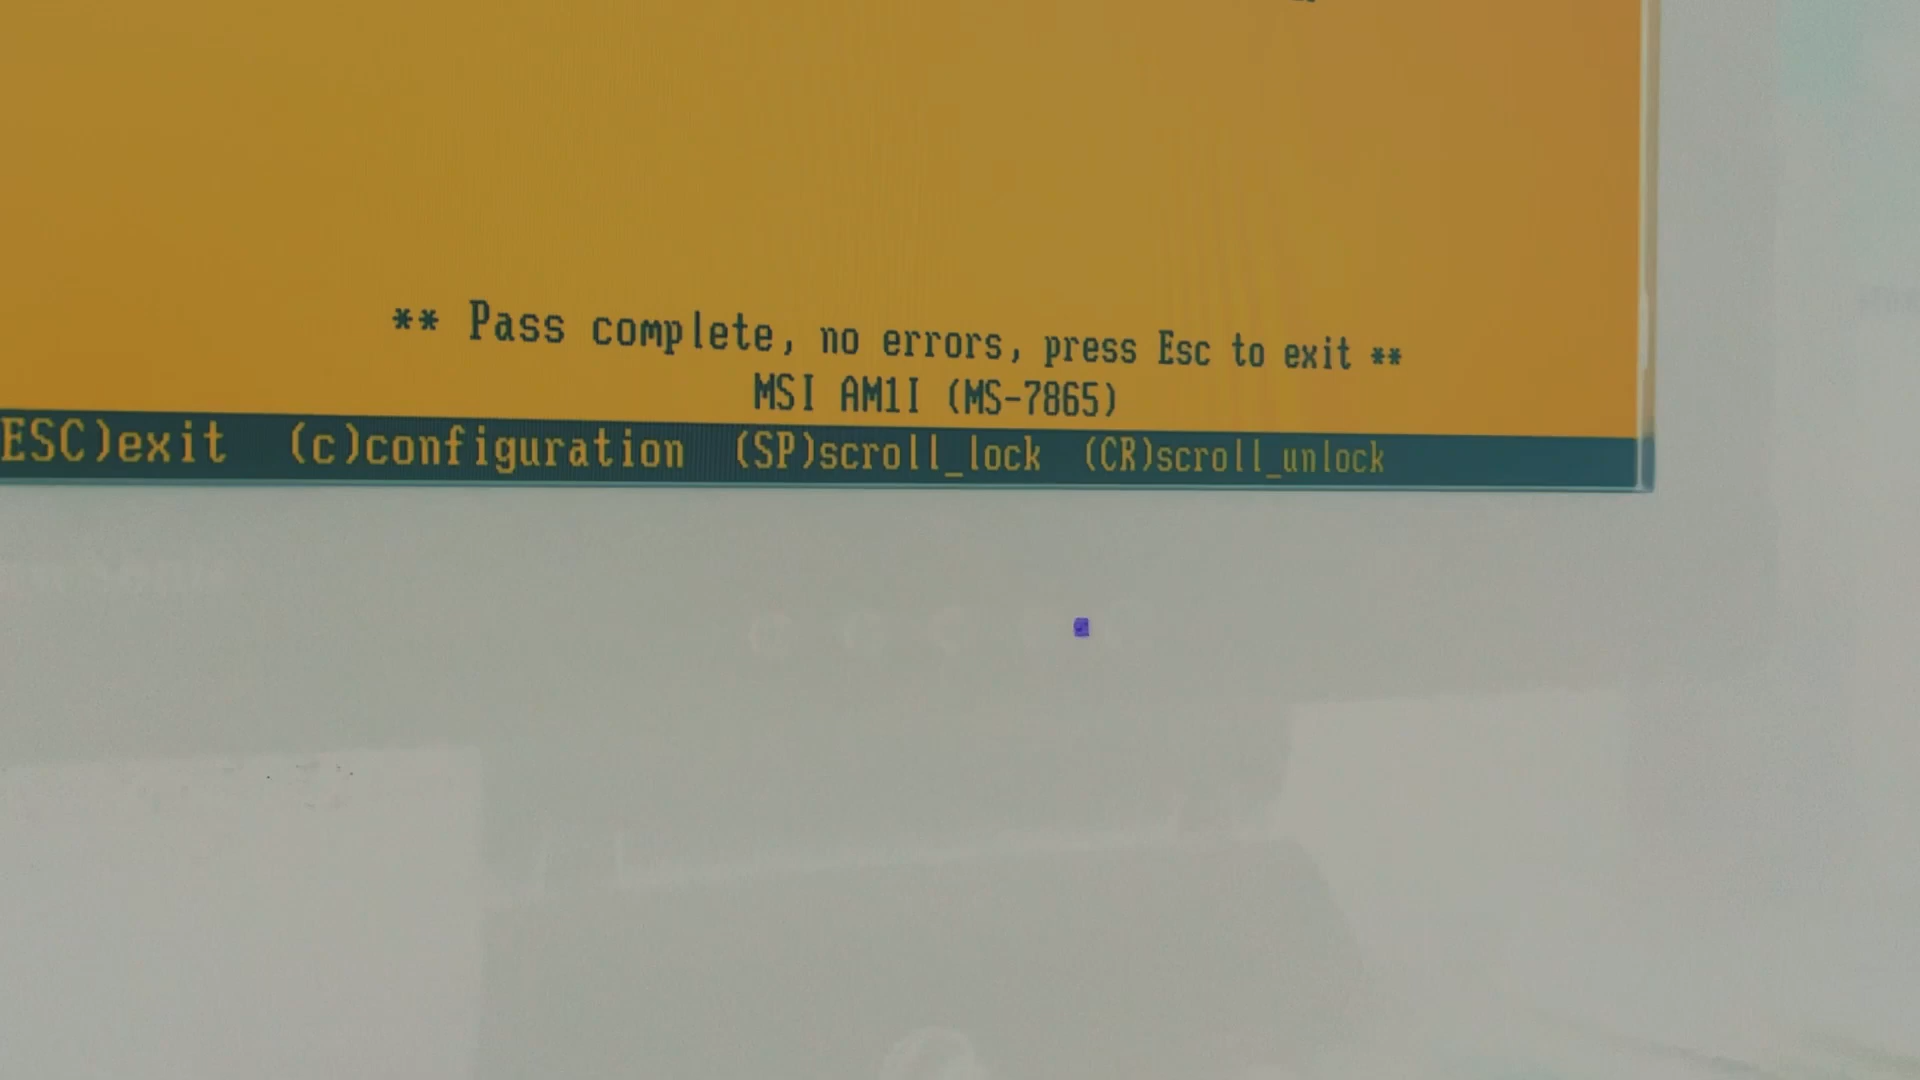 ** Pass complete, no errors, press Esc to exit **
MSI AM1I (MS-7865)
ESC)exit (c)configuration (SP)scroll_lock (CR)scroll_unlock